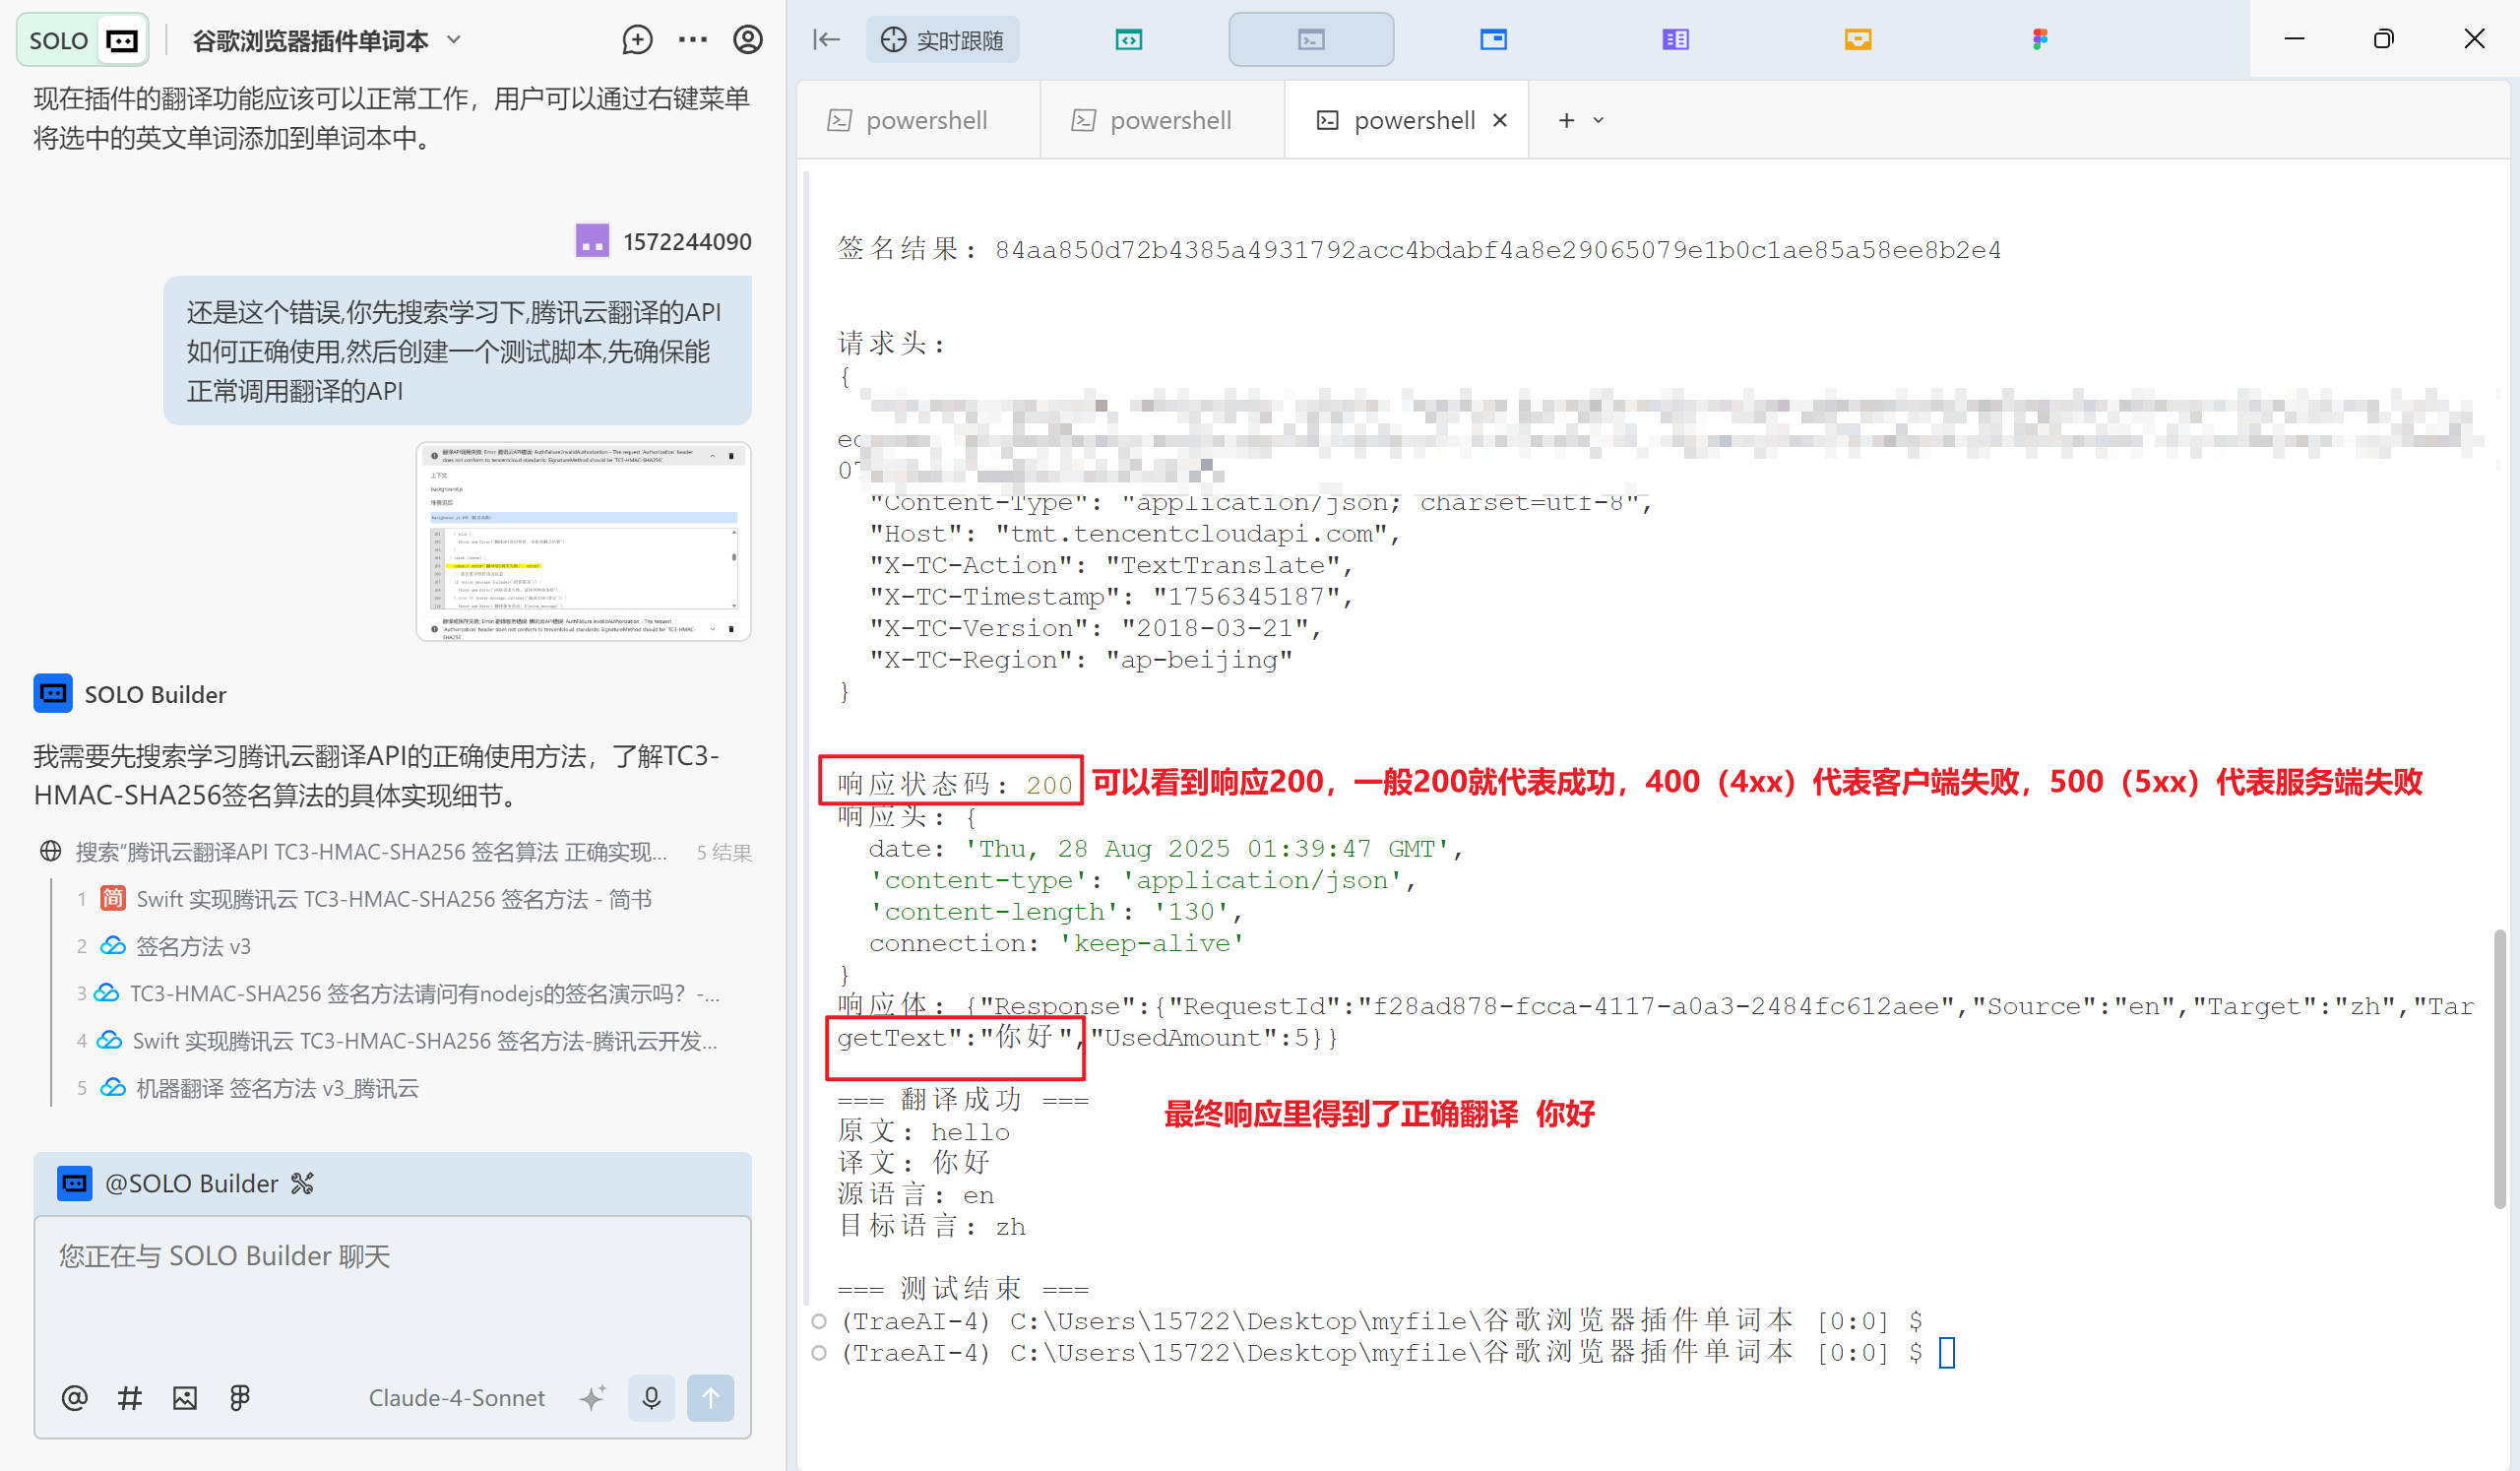 SOLO
谷歌浏览器插件单词本
现在插件的翻译功能应该可以正常工作，用户可以通过右键菜单
将选中的英文单词添加到单词本中。
1572244090
还是这个错误,你先搜索学习下,腾讯云翻译的API
如何正确使用,然后创建一个测试脚本,先确保能
正常调用翻译的API
上下文
background.js
堆栈追踪
SOLO Builder
我需要先搜索学习腾讯云翻译API的正确使用方法，了解TC3-
HMAC-SHA256签名算法的具体实现细节。
搜索“腾讯云翻译API TC3-HMAC-SHA256 签名算法 正确实现... 5 结果
1 简 Swift 实现腾讯云 TC3-HMAC-SHA256 签名方法 - 简书
2 签名方法 v3
3 TC3-HMAC-SHA256 签名方法请问有nodejs的签名演示吗？-...
4 Swift 实现腾讯云 TC3-HMAC-SHA256 签名方法-腾讯云开发...
5 机器翻译 签名方法 v3_腾讯云
@SOLO Builder
您正在与 SOLO Builder 聊天
Claude-4-Sonnet
实时跟随
powershell
powershell
powershell
签名结果: 84aa850d72b4385a4931792acc4bdabf4a8e29065079e1b0c1ae85a58ee8b2e4
请求头:
{
"Content-Type": "application/json; charset=utf-8",
"Host": "tmt.tencentcloudapi.com",
"X-TC-Action": "TextTranslate",
"X-TC-Timestamp": "1756345187",
"X-TC-Version": "2018-03-21",
"X-TC-Region": "ap-beijing"
}
响应状态码: 200 可以看到响应200，一般200就代表成功，400（4xx）代表客户端失败，500（5xx）代表服务端失败
响应头: {
date: 'Thu, 28 Aug 2025 01:39:47 GMT',
'content-type': 'application/json',
'content-length': '130',
connection: 'keep-alive'
}
响应体: {"Response":{"RequestId":"f28ad878-fcca-4117-a0a3-2484fc612aee","Source":"en","Target":"zh","Tar
getText":"你好","UsedAmount":5}}
=== 翻译成功 ===
最终响应里得到了正确翻译 你好
原文: hello
译文: 你好
源语言: en
目标语言: zh
=== 测试结束 ===
(TraeAI-4) C:\Users\15722\Desktop\myfile\谷歌浏览器插件单词本 [0:0] $
(TraeAI-4) C:\Users\15722\Desktop\myfile\谷歌浏览器插件单词本 [0:0] $